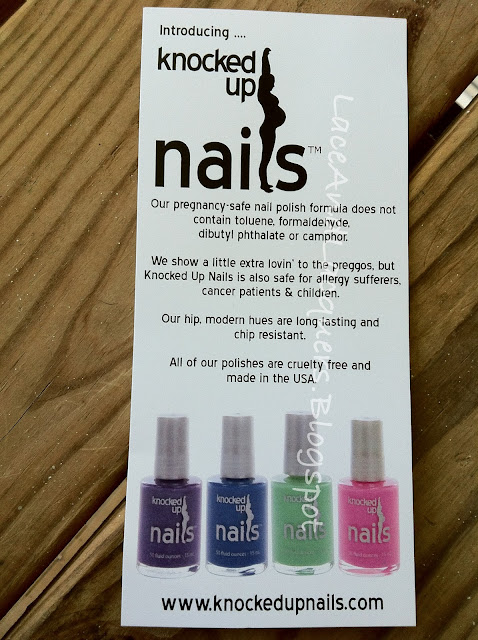 Introducing ....
knocked
up
nails™
Our pregnancy-safe nail polish formula does not
contain toluene, formaldehyde,
dibutyl phthalate or camphor.
We show a little extra lovin' to the preggos, but
Knocked Up Nails is also safe for allergy sufferers,
cancer patients & children.
Our hip, modern hues are long-lasting and
chip resistant.
All of our polishes are cruelty free and
made in the USA.
LaceAndLacquers.Blogspot
knocked
up
nails
knocked
up
nails
knocked
up
nails
knocked
up
nails
www.knockedupnails.com